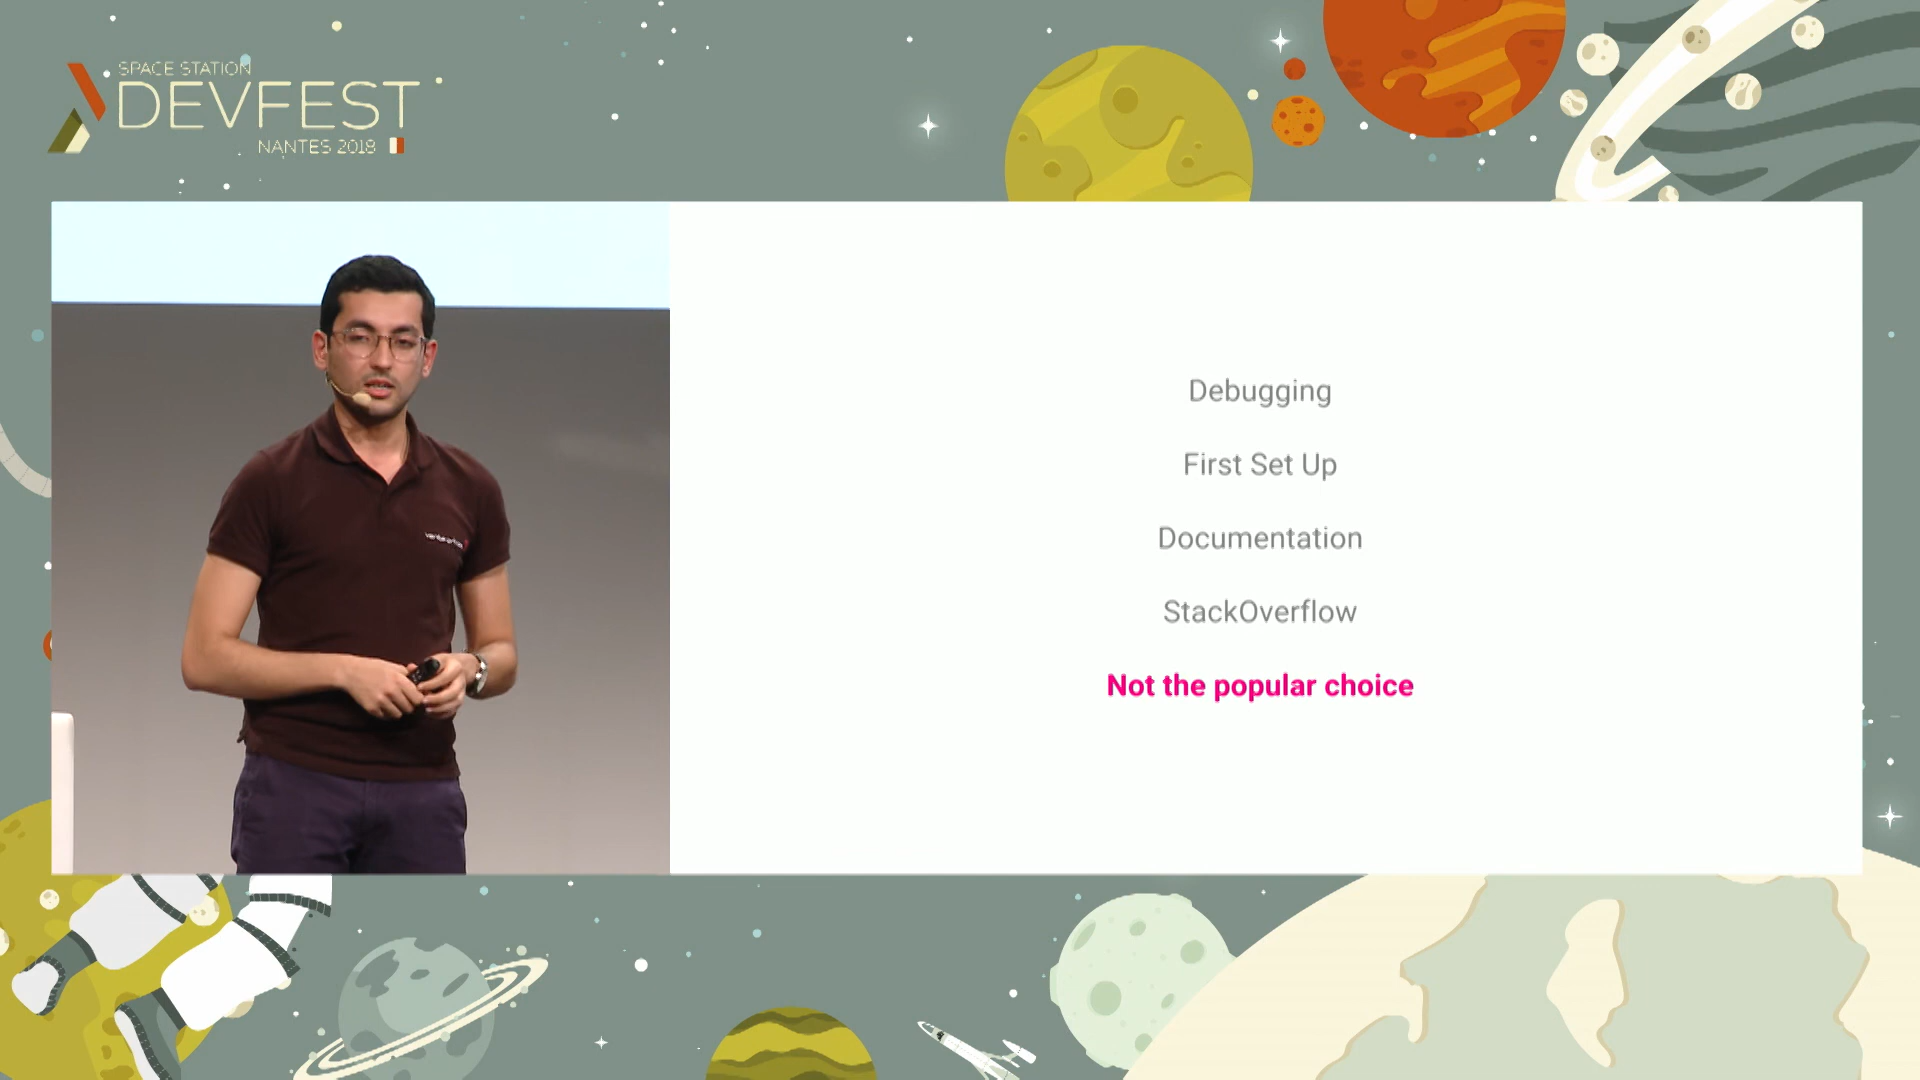 SPACE STATION
DEVFEST
NANTES 2018
Debugging
First Set Up
Documentation
StackOverflow
Not the popular choice